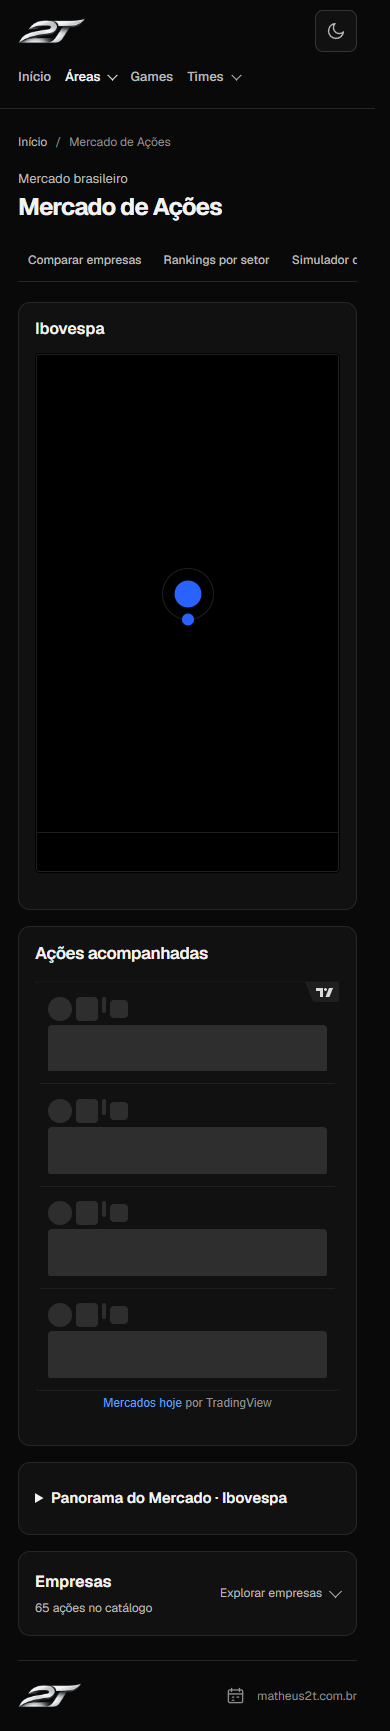 2T
Início Áreas Games Times
Início / Mercado de Ações
Mercado brasileiro
Mercado de Ações
Comparar empresas Rankings por setor Simulador c
Ibovespa
Ações acompanhadas
Mercados hoje por TradingView
Panorama do Mercado · Ibovespa
Empresas
65 ações no catálogo
Explorar empresas
2T
matheus2t.com.br